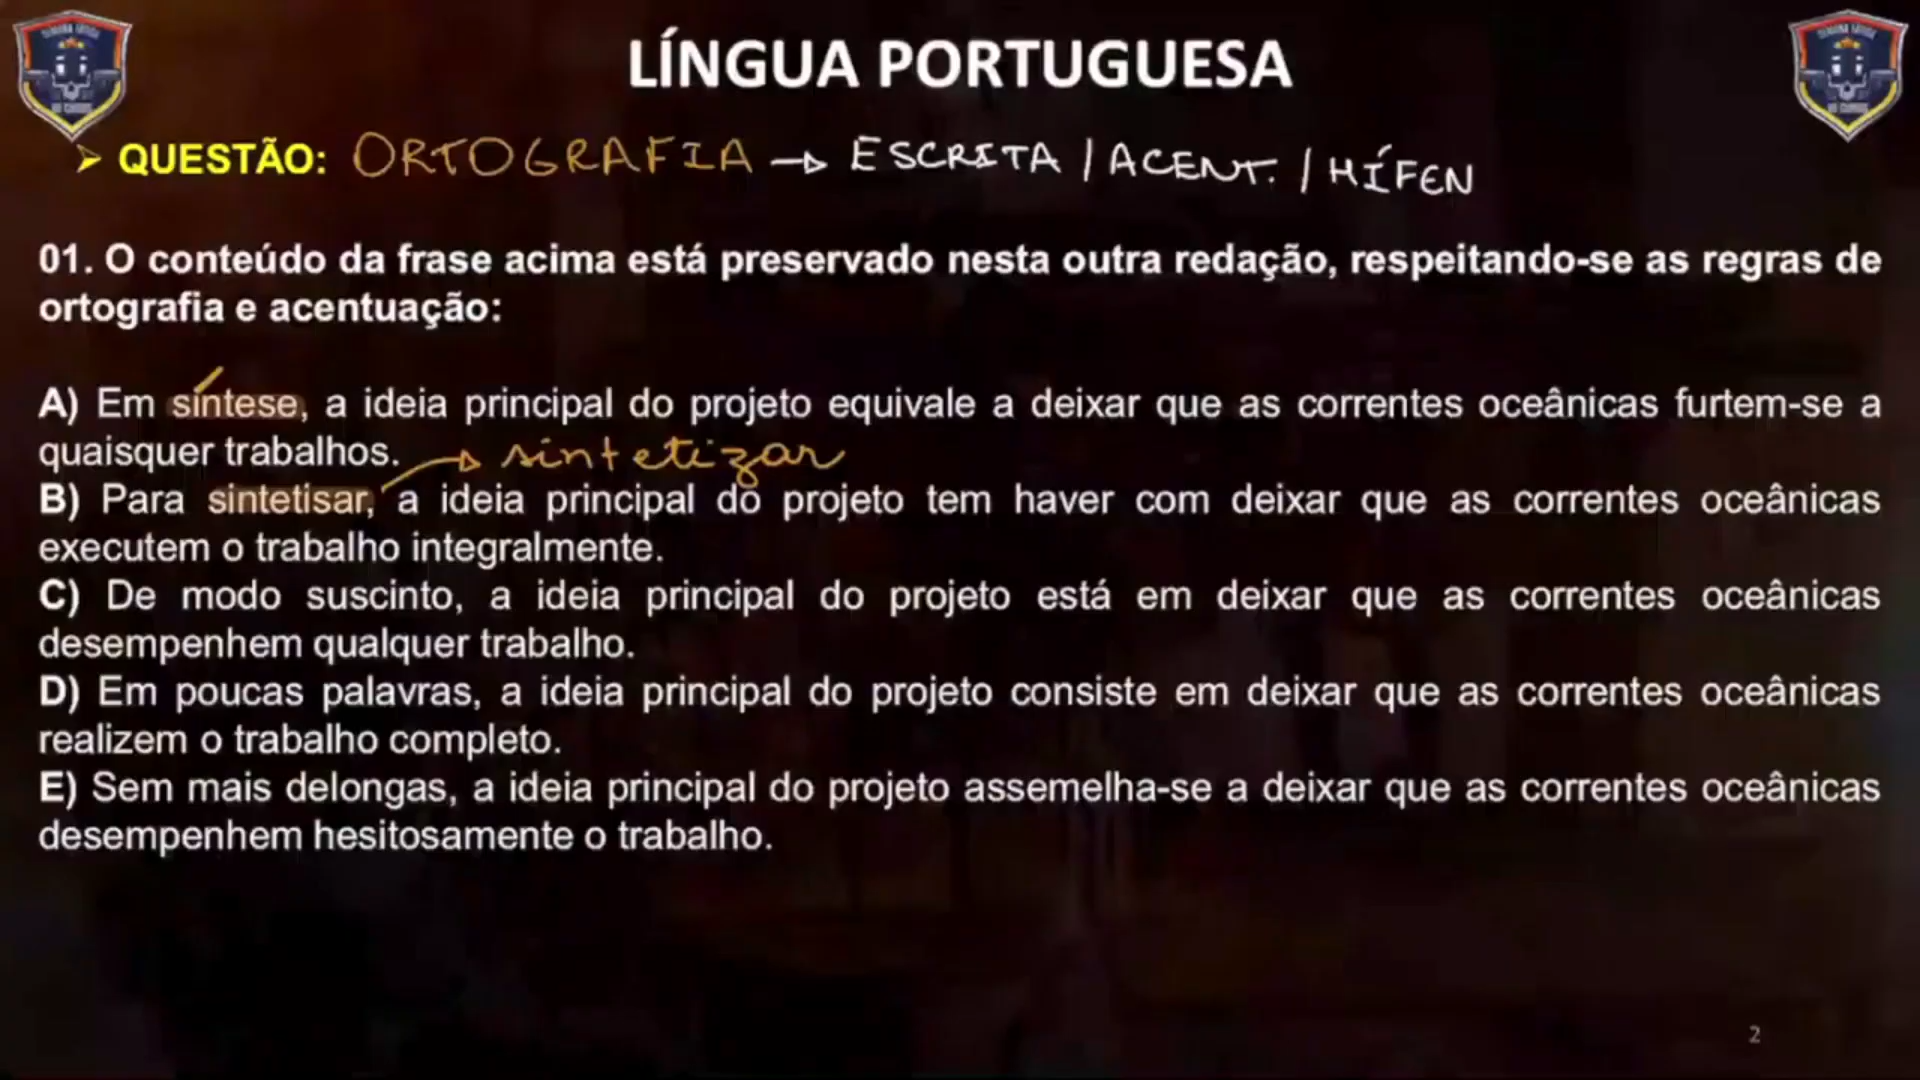 LÍNGUA PORTUGUESA
➢ QUESTÃO: ORTOGRAFIA → ESCRITA / ACENT. / HÍFEN
01. O conteúdo da frase acima está preservado nesta outra redação, respeitando-se as regras de
ortografia e acentuação:
A) Em síntese, a ideia principal do projeto equivale a deixar que as correntes oceânicas furtem-se a
quaisquer trabalhos. → sintetizar
B) Para sintetisar, a ideia principal do projeto tem haver com deixar que as correntes oceânicas
executem o trabalho integralmente.
C) De modo suscinto, a ideia principal do projeto está em deixar que as correntes oceânicas
desempenhem qualquer trabalho.
D) Em poucas palavras, a ideia principal do projeto consiste em deixar que as correntes oceânicas
realizem o trabalho completo.
E) Sem mais delongas, a ideia principal do projeto assemelha-se a deixar que as correntes oceânicas
desempenhem hesitosamente o trabalho.
2